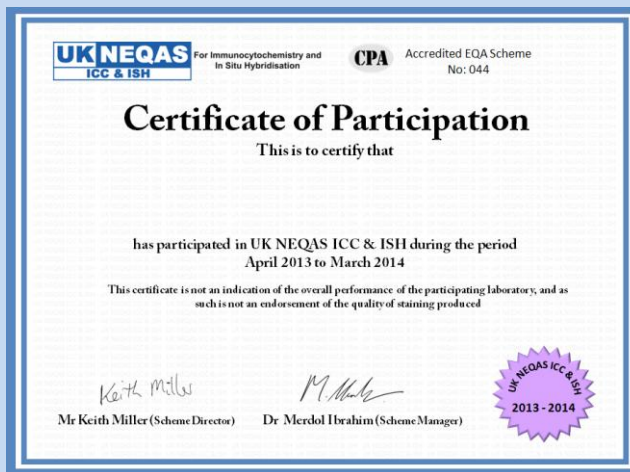 UK NEQAS
ICC & ISH
For Immunocytochemistry and
In Situ Hybridisation
CPA
Accredited EQA Scheme
No: 044
Certificate of Participation
This is to certify that
has participated in UK NEQAS ICC & ISH during the period
April 2013 to March 2014
This certificate is not an indication of the overall performance of the participating laboratory, and as
such is not an endorsement of the quality of staining produced
Keith Miller
Mr Keith Miller (Scheme Director)
Dr Merdol Ibrahim (Scheme Manager)
UK NEQAS ICC & ISH
2013 - 2014